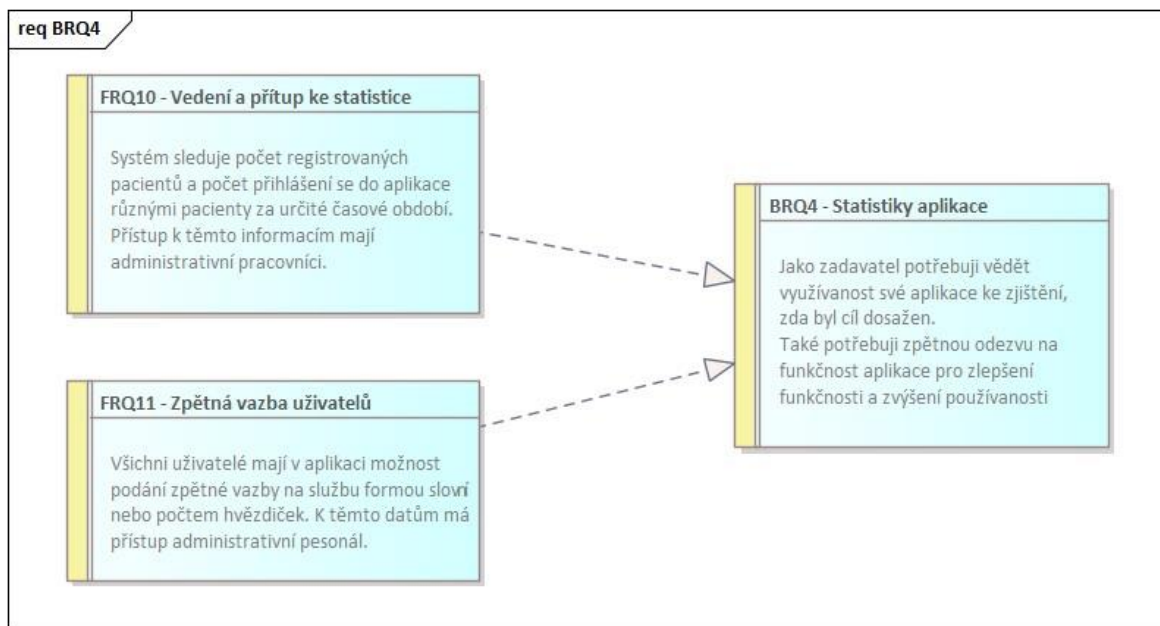 req BRQ4
FRQ10 - Vedení a přítup ke statistice
Systém sleduje počet registrovaných
pacientů a počet přihlášení se do aplikace
různými pacienty za určité časové období.
Přístup k těmto informacím mají
administrativní pracovníci.
FRQ11 - Zpětná vazba uživatelů
Všichni uživatelé mají v aplikaci možnost
podání zpětné vazby na službu formou slovní
nebo počtem hvězdiček. K těmto datům má
přístup administrativní pesonál.
BRQ4 - Statistiky aplikace
Jako zadavatel potřebuji vědět
využívanost své aplikace ke zjištění,
zda byl cíl dosažen.
Také potřebuji zpětnou odezvu na
funkčnost aplikace pro zlepšení
funkčnosti a zvýšení používanosti